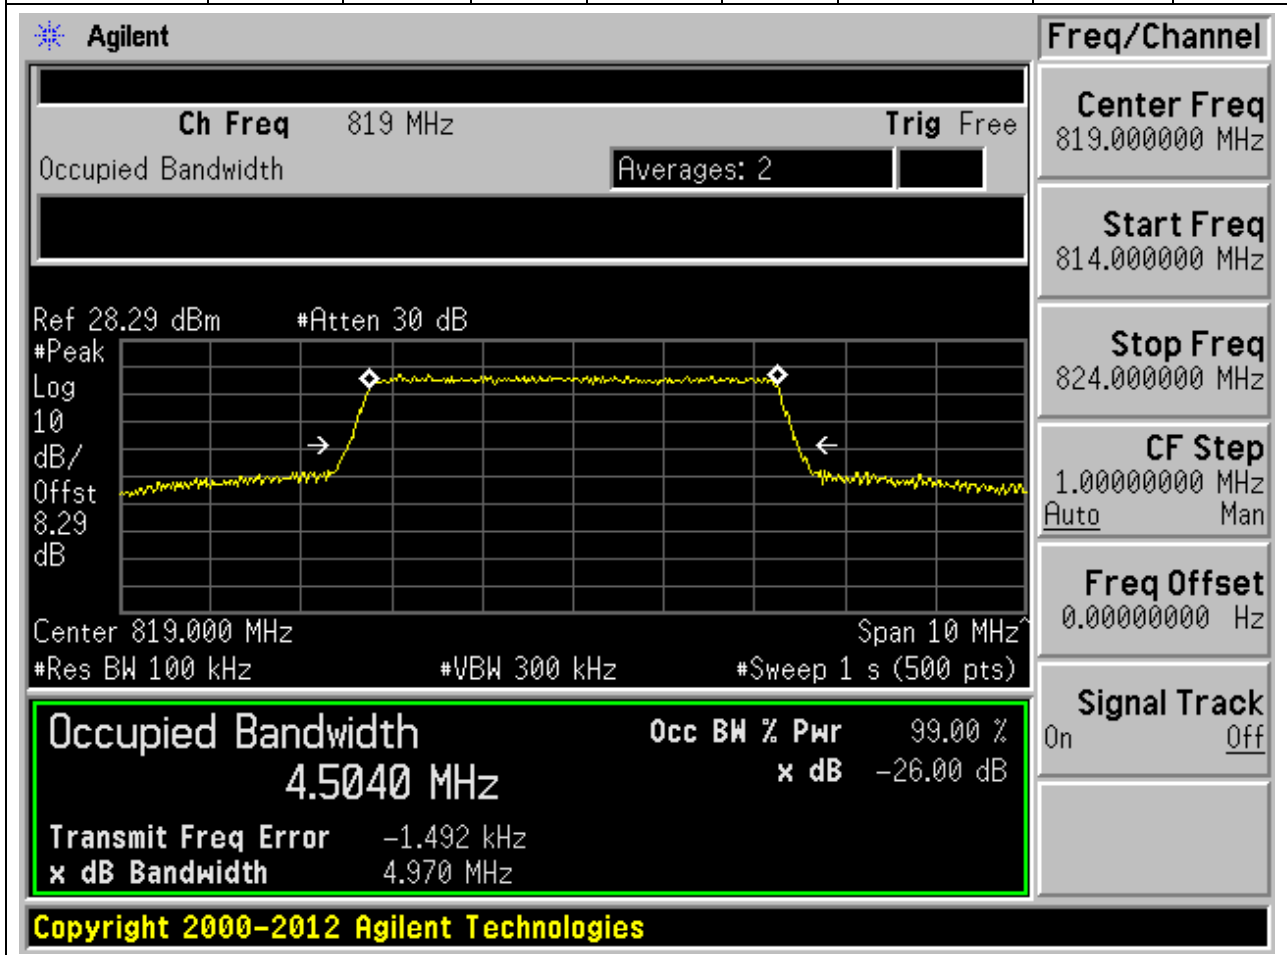 Agilent
Freq/Channel
Ch Freq 819 MHz Trig Free
Occupied Bandwidth Averages: 2
Center Freq
819.000000 MHz
Start Freq
814.000000 MHz
Stop Freq
824.000000 MHz
CF Step
1.00000000 MHz
Auto Man
Freq Offset
0.00000000 Hz
Signal Track
On Off
Ref 28.29 dBm #Atten 30 dB
#Peak
Log
10
dB/
Offst
8.29
dB
Center 819.000 MHz Span 10 MHz^
#Res BW 100 kHz #VBW 300 kHz #Sweep 1 s (500 pts)
Occupied Bandwidth Occ BW % Pwr 99.00 %
4.5040 MHz x dB -26.00 dB
Transmit Freq Error -1.492 kHz
x dB Bandwidth 4.970 MHz
Copyright 2000-2012 Agilent Technologies